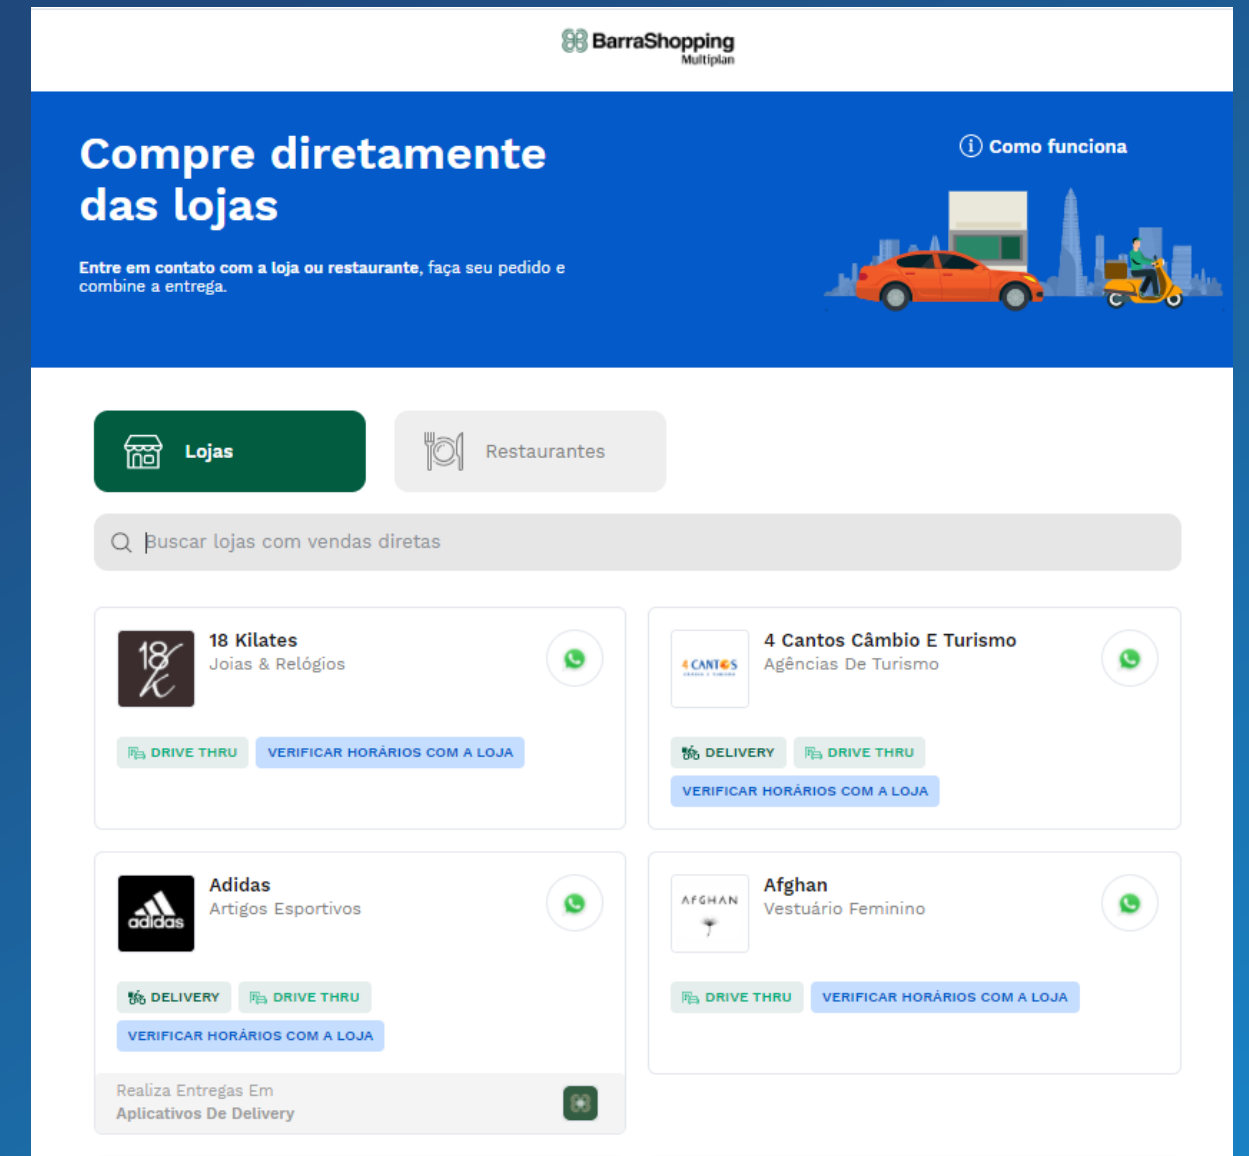 BarraShopping
Multiplan
Compre diretamente
das lojas
Como funciona
Entre em contato com a loja ou restaurante, faça seu pedido e
combine a entrega.
Lojas
Restaurantes
Buscar lojas com vendas diretas
18 Kilates
Joias & Relógios
DRIVE THRU
VERIFICAR HORÁRIOS COM A LOJA
4 CANTOS
4 Cantos Câmbio E Turismo
Agências De Turismo
DELIVERY
DRIVE THRU
VERIFICAR HORÁRIOS COM A LOJA
adidas
Adidas
Artigos Esportivos
DELIVERY
DRIVE THRU
VERIFICAR HORÁRIOS COM A LOJA
Realiza Entregas Em
Aplicativos De Delivery
AFGHAN
Afghan
Vestuário Feminino
DRIVE THRU
VERIFICAR HORÁRIOS COM A LOJA